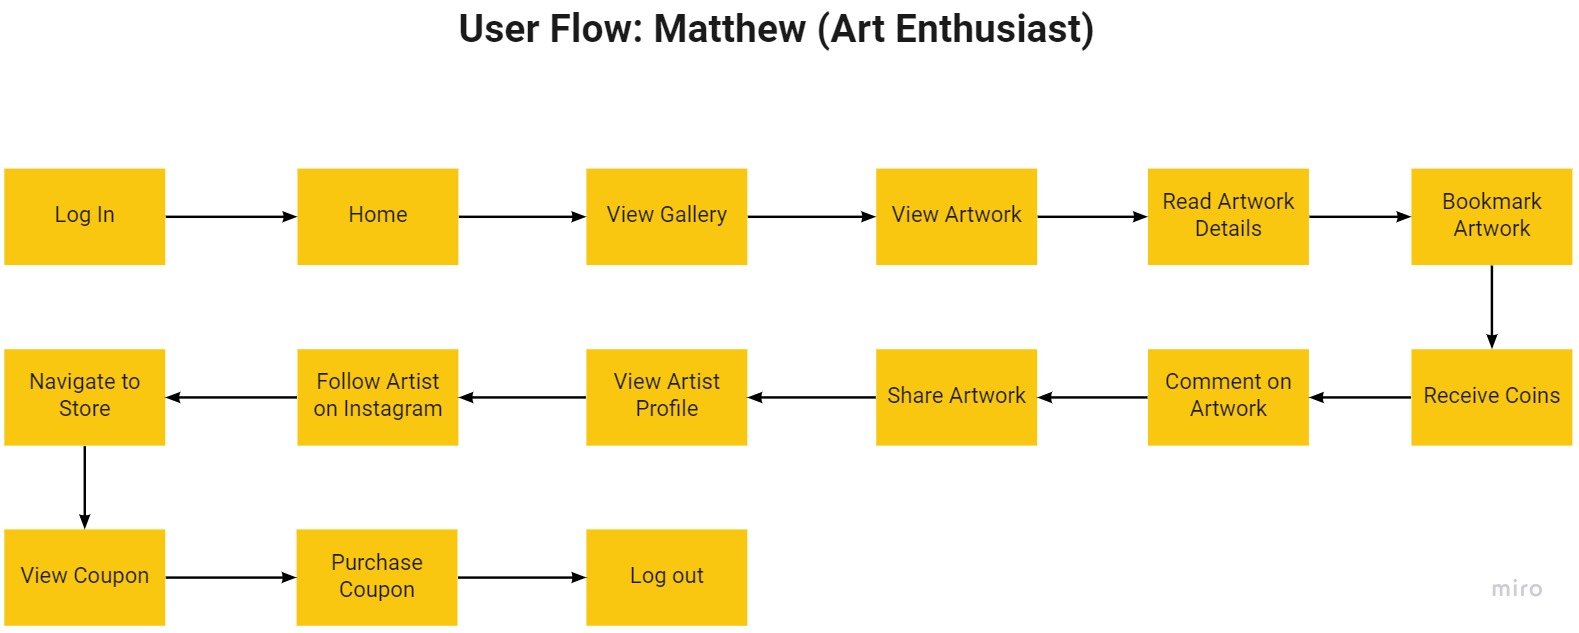 User Flow: Matthew (Art Enthusiast)
Log In
Home
View Gallery
View Artwork
Read Artwork
Details
Bookmark
Artwork
Navigate to
Store
Follow Artist
on Instagram
View Artist
Profile
Share Artwork
Comment on
Artwork
Receive Coins
View Coupon
Purchase
Coupon
Log out
miro